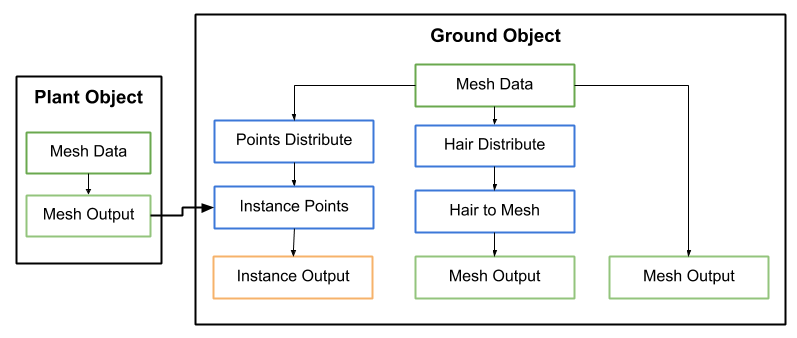 Ground Object
Plant Object
Mesh Data
Mesh Output
Mesh Data
Points Distribute
Hair Distribute
Instance Points
Hair to Mesh
Instance Output
Mesh Output
Mesh Output